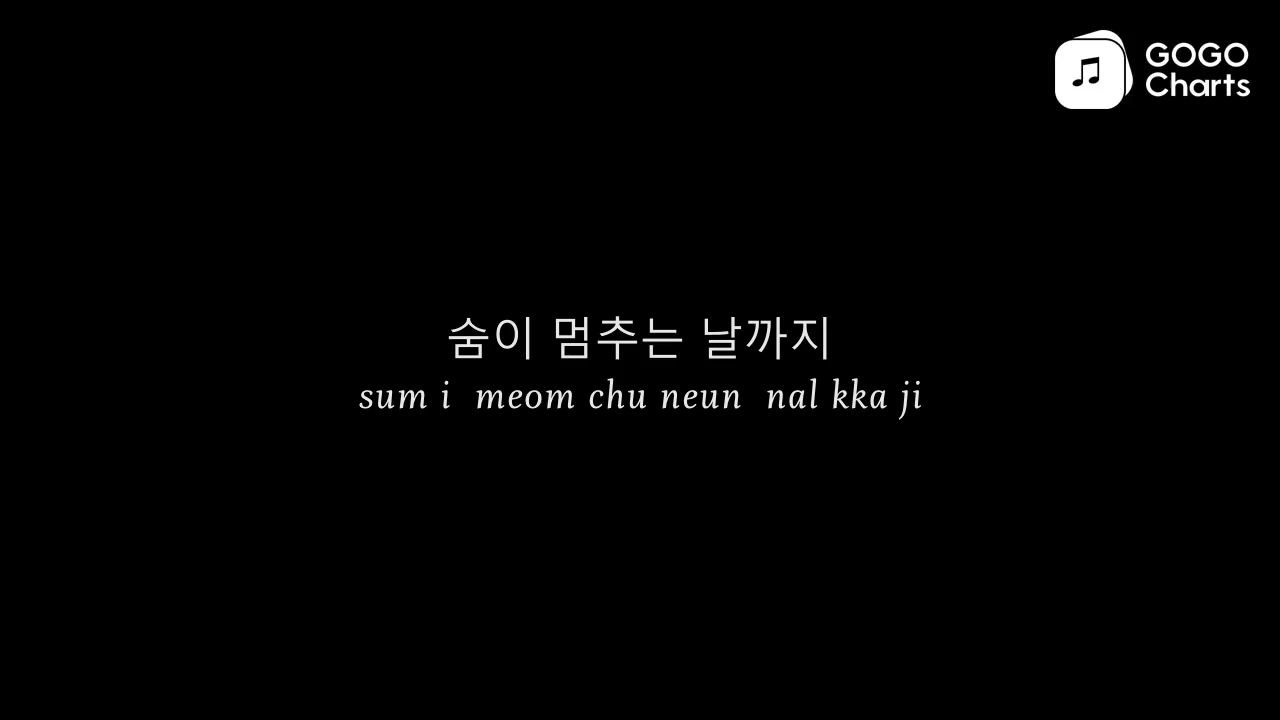 GOGO
Charts
숨이 멈추는 날까지
sum i meom chu neun nal kka ji